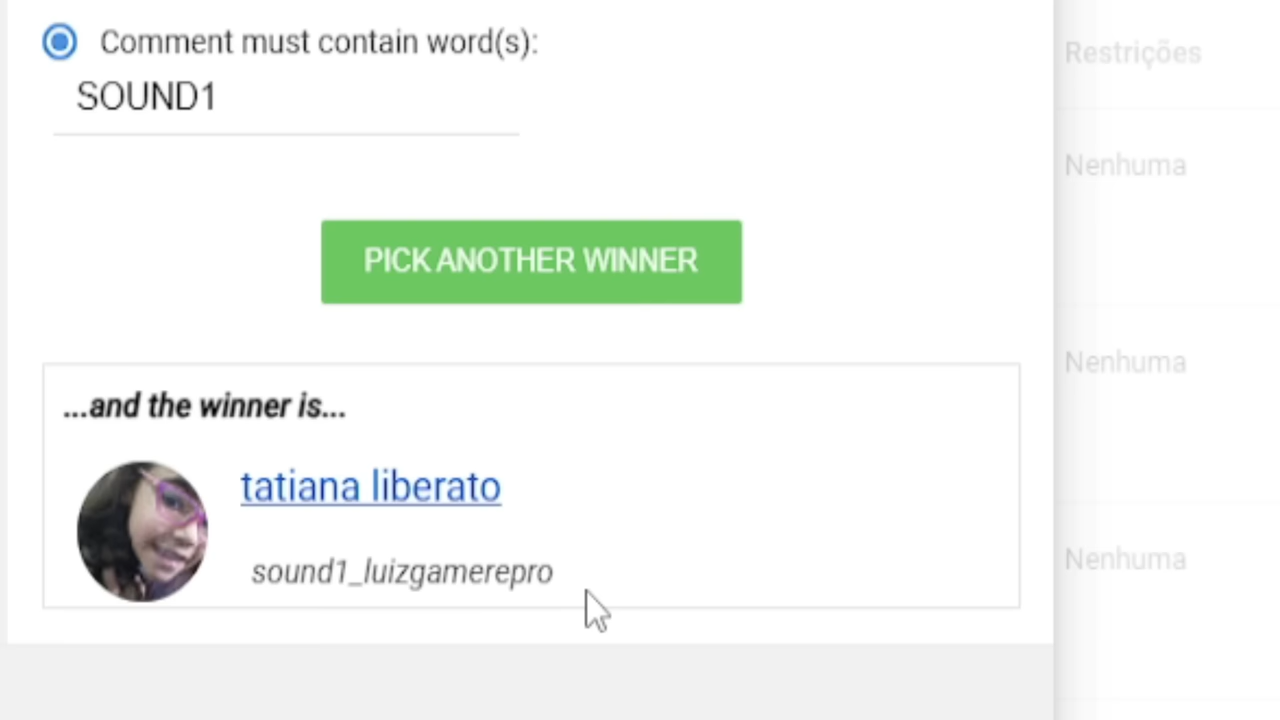 Comment must contain word(s):
SOUND1
PICK ANOTHER WINNER
...and the winner is...
tatiana liberato
sound1_luizgamerepro
Restrições
Nenhuma
Nenhuma
Nenhuma